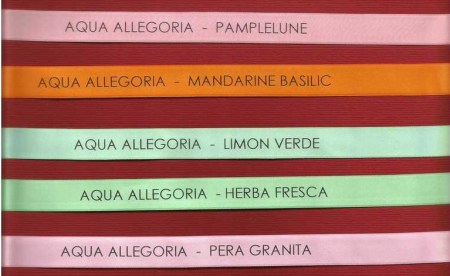 AQUA ALLEGORIA - PAMPLELUNE
AQUA ALLEGORIA - MANDARINE BASILIC
AQUA ALLEGORIA - LIMON VERDE
AQUA ALLEGORIA - HERBA FRESCA
AQUA ALLEGORIA - PERA GRANITA